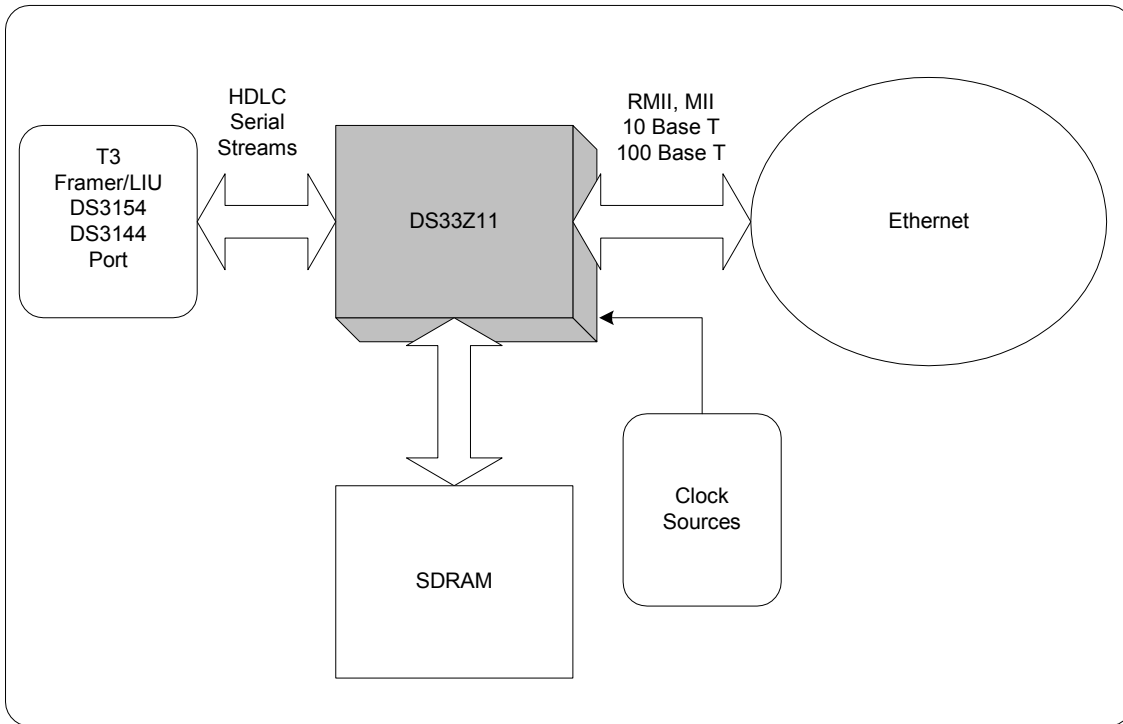 HDLC
Serial
Streams
RMII, MII
10 Base T
100 Base T
T3
Framer/LIU
DS3154
DS3144
Port
DS33Z11
Ethernet
Clock
Sources
SDRAM